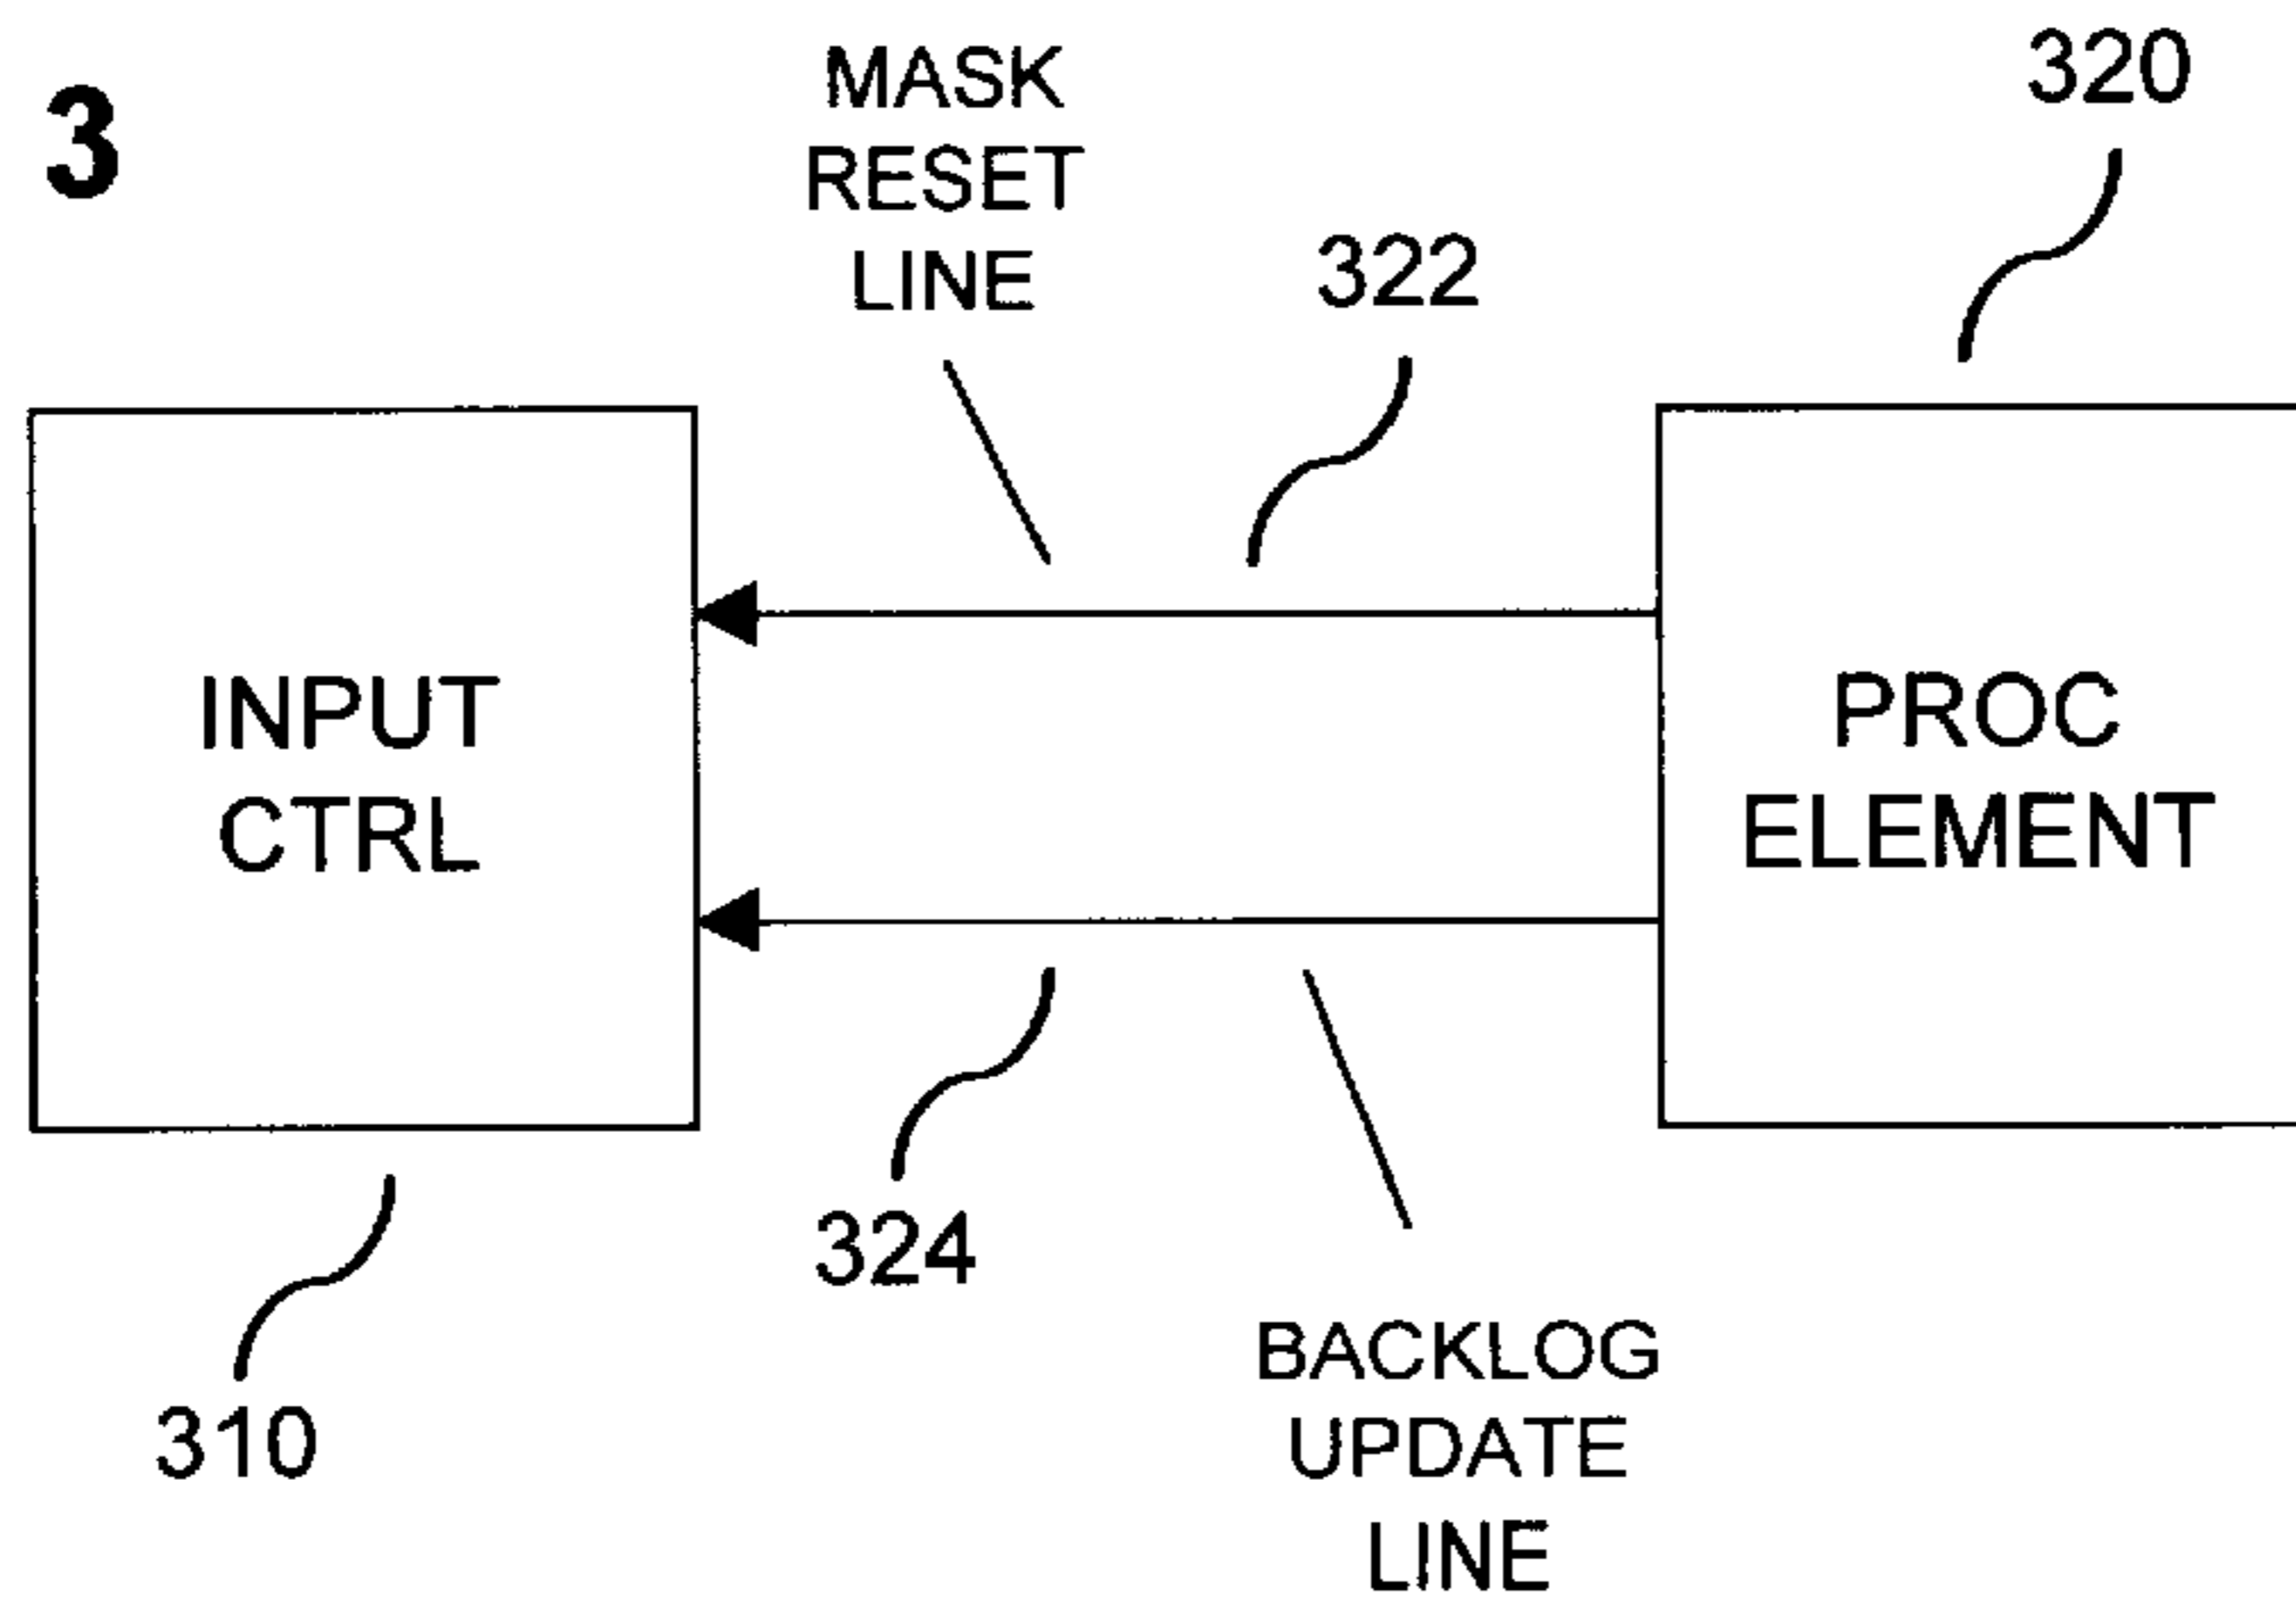 3
MASK
RESET
LINE
322
320
INPUT
CTRL
PROC
ELEMENT
324
310
BACKLOG
UPDATE
LINE